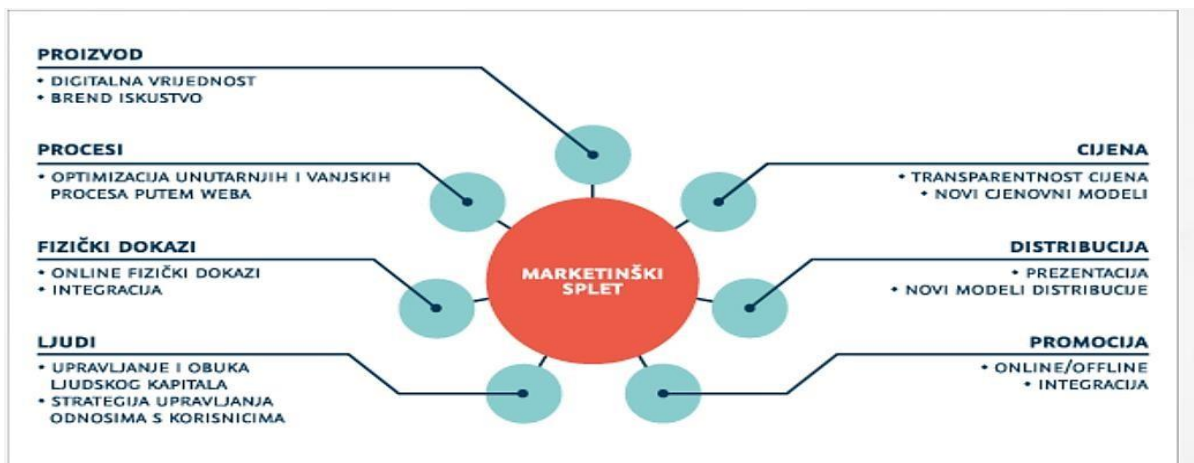 PROIZVOD
• DIGITALNA VRIJEDNOST
• BREND ISKUSTVO
PROCESI
• OPTIMIZACIJA UNUTARNJIH I VANJSKIH
PROCESA PUTEM WEBA
FIZIČKI DOKAZI
• ONLINE FIZIČKI DOKAZI
• INTEGRACIJA
LJUDI
• UPRAVLJANJE I OBUKA
LJUDSKOG KAPITALA
• STRATEGIJA UPRAVLJANJA
ODNOSIMA S KORISNICIMA
MARKETINŠKI
SPLET
CIJENA
• TRANSPARENTNOST CIJENA
• NOVI CJENOVNI MODELI
DISTRIBUCIJA
• PREZENTACIJA
• NOVI MODELI DISTRIBUCIJE
PROMOCIJA
• ONLINE/OFFLINE
• INTEGRACIJA